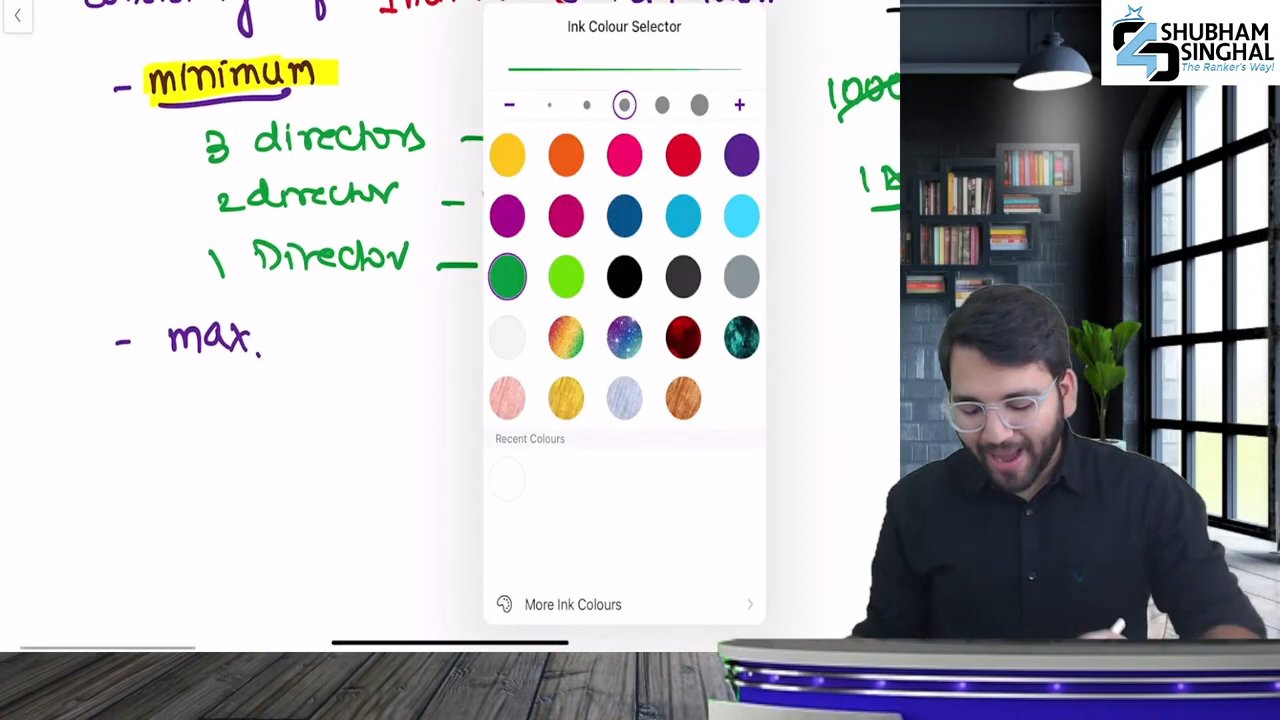 Ink Colour Selector
SHUBHAM
SINGHAL
The Ranker's Way!
- minimum
3 directors -
2 director -
1 Director -
- max.
Recent Colours
More Ink Colours